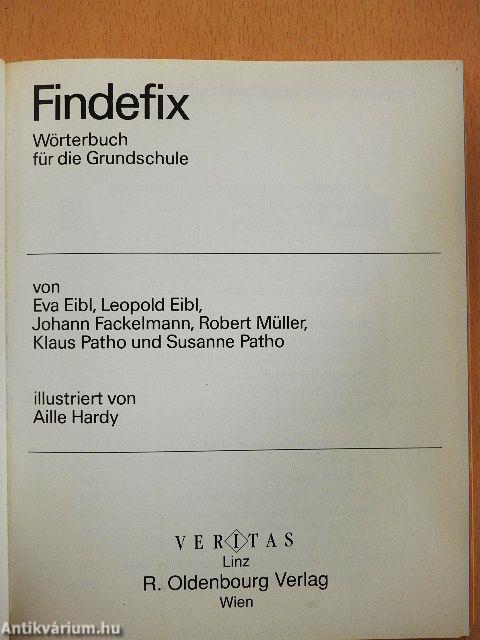 Findefix
Wörterbuch
für die Grundschule
von
Eva Eibl, Leopold Eibl,
Johann Fackelmann, Robert Müller,
Klaus Patho und Susanne Patho
illustriert von
Aille Hardy
VERITAS
Linz
R. Oldenbourg Verlag
Wien
Antikvárium.hu